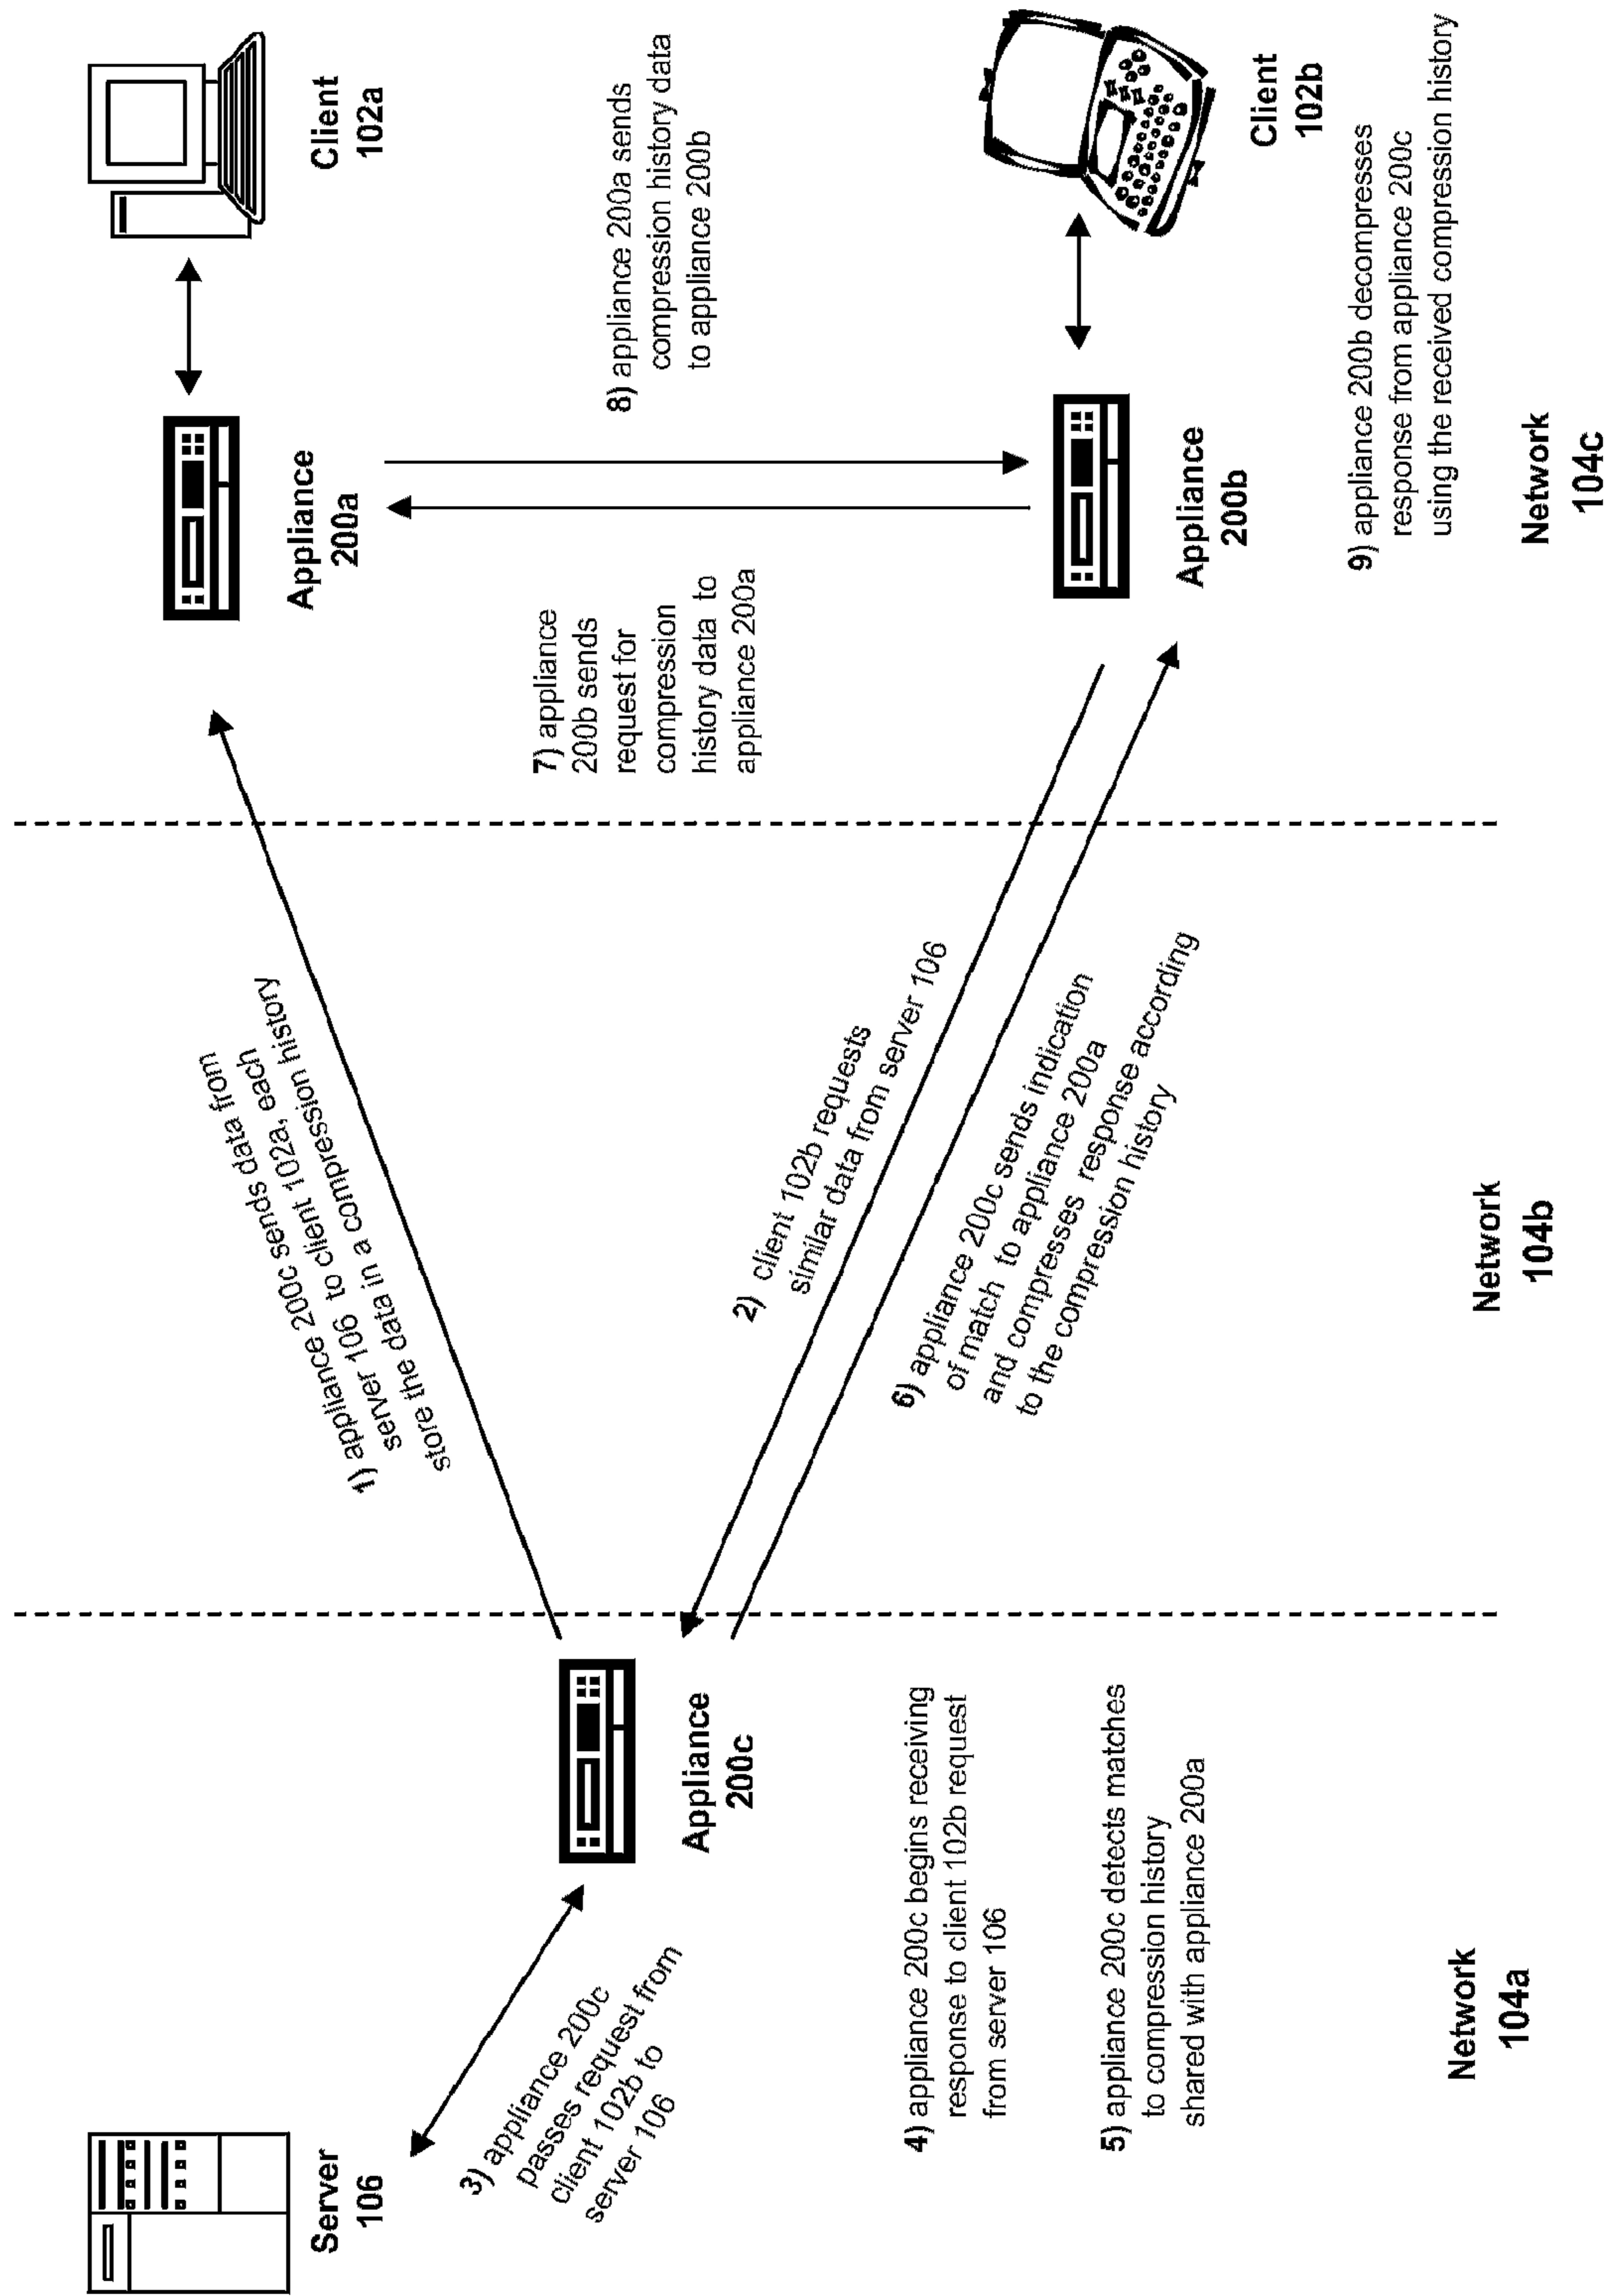 Server
106
3) appliance 200c
passes request from
client 102b to
server 106
Appliance
200c
4) appliance 200c begins receiving
response to client 102b request
from server 106
5) appliance 200c detects matches
to compression history
shared with appliance 200a
Network
104a
1) appliance 200c sends data from
server 106 to client 102a, each
store the data in a compression history
2) client 102b requests
similar data from server 106
6) appliance 200c sends indication
of match to appliance 200a
and compresses response according
to the compression history
Network
104b
Client
102a
Appliance
200a
7) appliance
200b sends
request for
compression
history data to
appliance 200a
8) appliance 200a sends
compression history data
to appliance 200b
Client
102b
Appliance
200b
9) appliance 200b decompresses
response from appliance 200c
using the received compression history
Network
104c